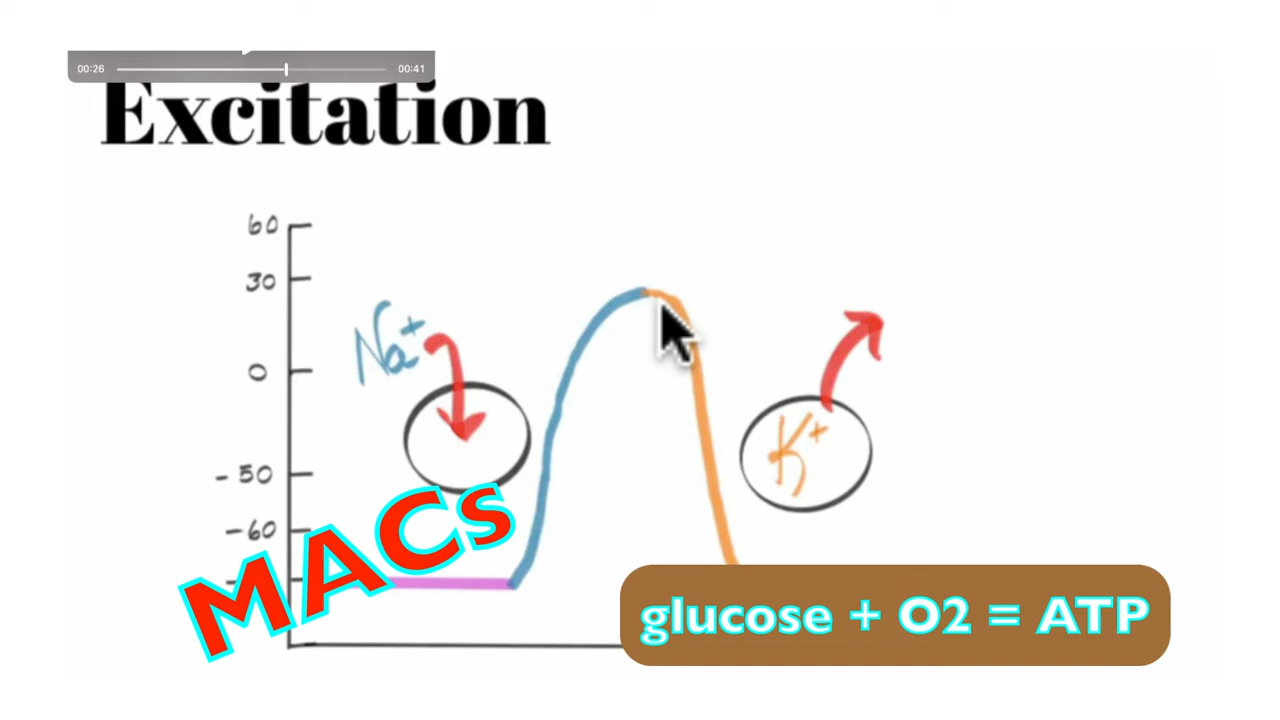 00:26 00:41
Excitation
60
30
Na+
0
K+
-50
-60
MACs
glucose + O2 = ATP